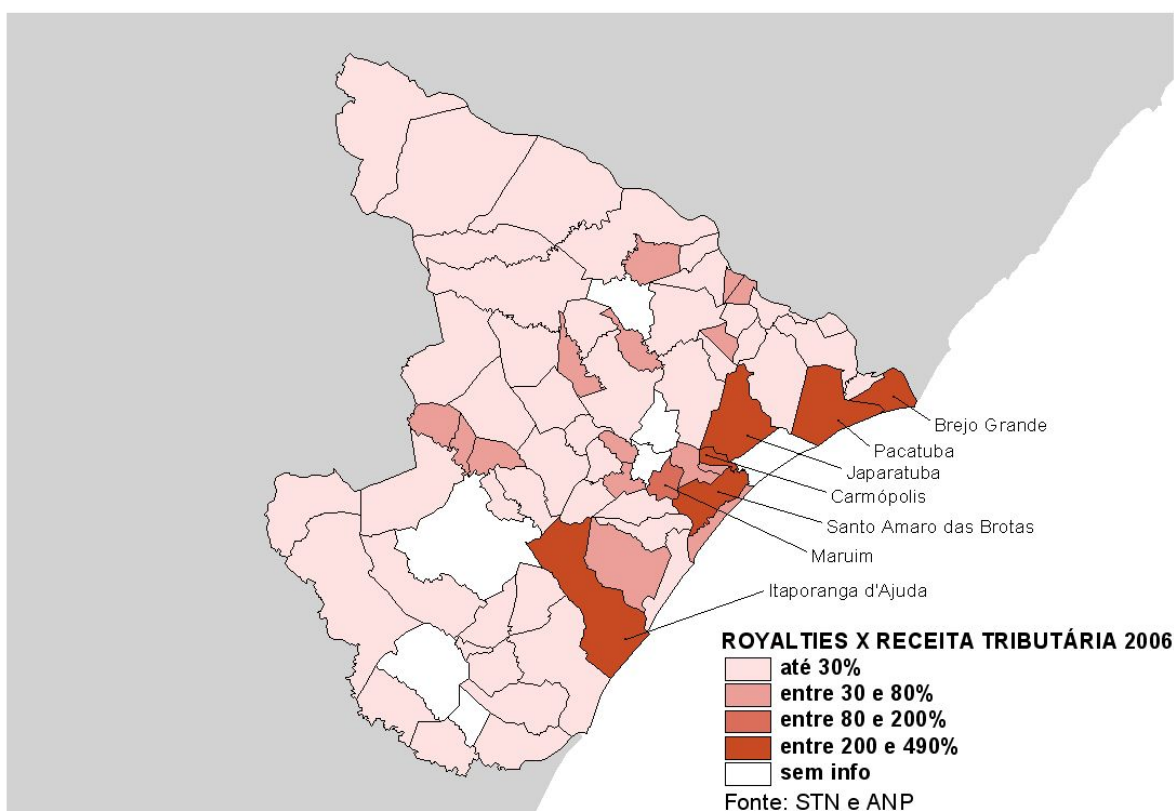 Brejo Grande
Pacatuba
Japaratuba
Carmópolis
Santo Amaro das Brotas
Maruim
Itaporanga d'Ajuda
ROYALTIES X RECEITA TRIBUTÁRIA 2006
até 30%
entre 30 e 80%
entre 80 e 200%
entre 200 e 490%
sem info
Fonte: STN e ANP